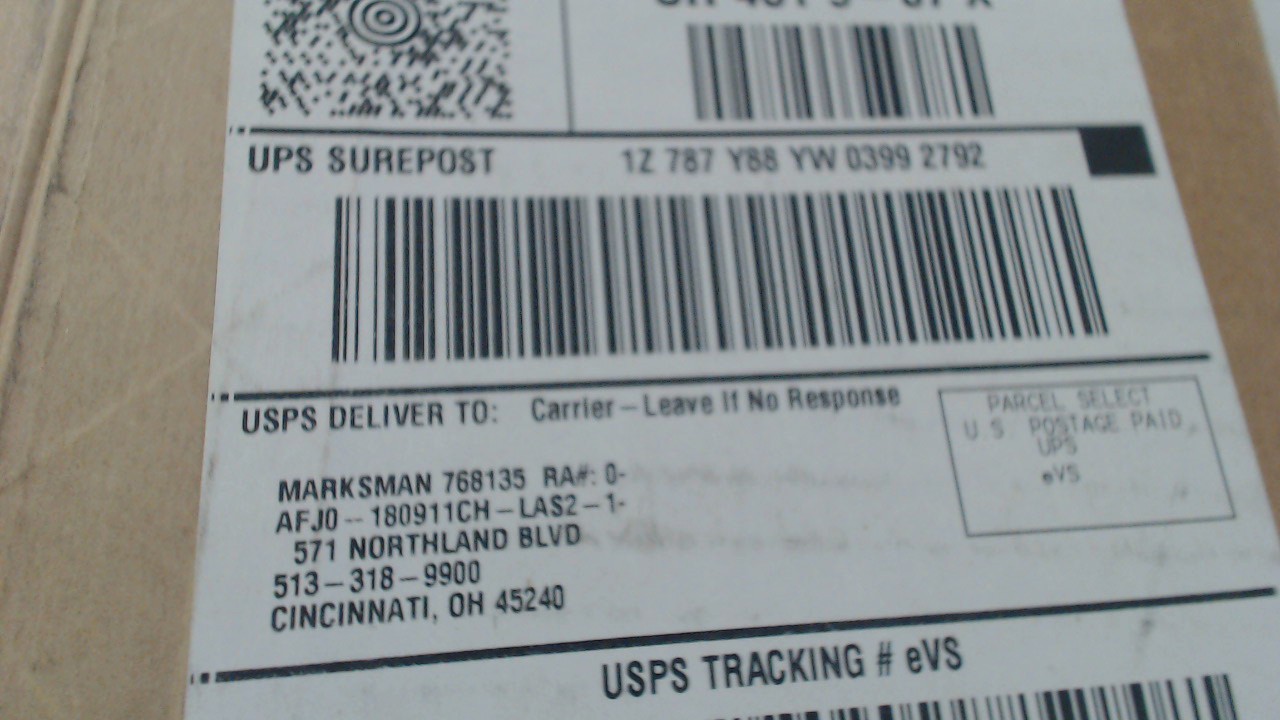 UPS SUREPOST 1Z 787 Y88 YW 0399 2792
USPS DELIVER TO: Carrier – Leave If No Response
PARCEL SELECT
U.S. POSTAGE PAID
UPS
eVS
MARKSMAN 768135 RA#: 0-
AFJ0 -- 180911CH – LAS2 – 1-
571 NORTHLAND BLVD
513 – 318 – 9900
CINCINNATI, OH 45240
USPS TRACKING # eVS